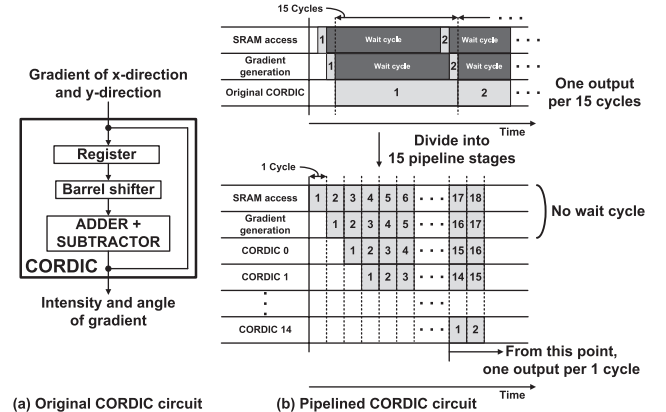 Gradient of x-direction
and y-direction
Register
Barrel shifter
ADDER +
SUBTRACTOR
CORDIC
Intensity and angle
of gradient
(a) Original CORDIC circuit
15 Cycles
SRAM access 1 Wait cycle 2 Wait cycle
Gradient
generation 1 Wait cycle 2 Wait cycle
Original CORDIC 1 2
One output
per 15 cycles
Time
Divide into
15 pipeline stages
1 Cycle
SRAM access 1 2 3 4 5 6 17 18
Gradient
generation 1 2 3 4 5 16 17
CORDIC 0 1 2 3 4 15 16
CORDIC 1 1 2 3 14 15
CORDIC 14 1 2
No wait cycle
From this point,
one output per 1 cycle
Time
(b) Pipelined CORDIC circuit